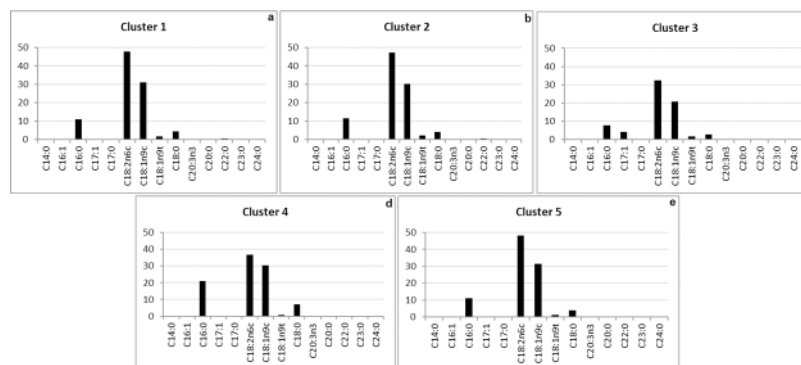 Cluster 1
a
50
40
30
20
10
0
C14:0
C16:1
C16:0
C17:1
C17:0
C18:2n6c
C18:1n9c
C18:1n9t
C18:0
C20:3n3
C20:0
C22:0
C23:0
C24:0
Cluster 2
b
50
40
30
20
10
0
C14:0
C16:1
C16:0
C17:1
C17:0
C18:2n6c
C18:1n9c
C18:1n9t
C18:0
C20:3n3
C20:0
C22:0
C23:0
C24:0
Cluster 3
50
40
30
20
10
0
C14:0
C16:1
C16:0
C17:1
C17:0
C18:2n6c
C18:1n9c
C18:1n9t
C18:0
C20:3n3
C20:0
C22:0
C23:0
C24:0
Cluster 4
d
50
40
30
20
10
0
C14:0
C16:1
C16:0
C17:1
C17:0
C18:2n6c
C18:1n9c
C18:1n9t
C18:0
C20:3n3
C20:0
C22:0
C23:0
C24:0
Cluster 5
e
50
40
30
20
10
0
C14:0
C16:1
C16:0
C17:1
C17:0
C18:2n6c
C18:1n9c
C18:1n9t
C18:0
C20:3n3
C20:0
C22:0
C23:0
C24:0